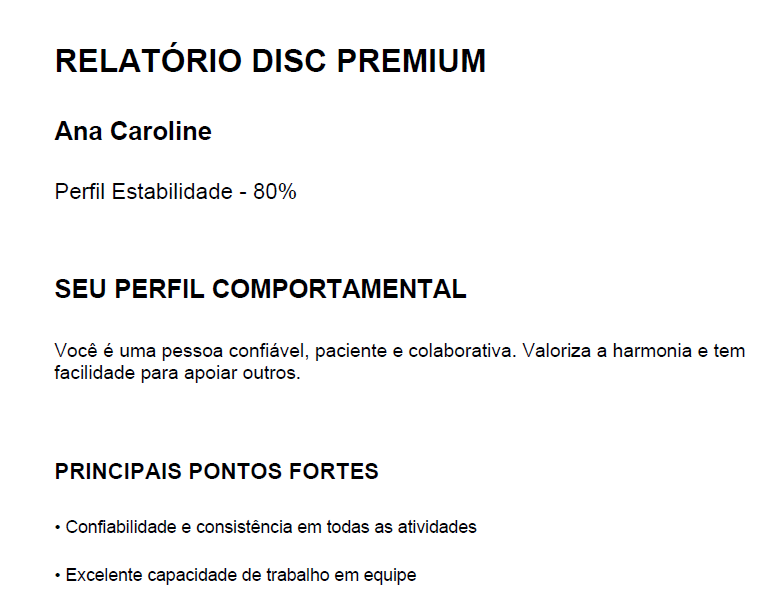 RELATÓRIO DISC PREMIUM
Ana Caroline
Perfil Estabilidade - 80%
SEU PERFIL COMPORTAMENTAL
Você é uma pessoa confiável, paciente e colaborativa. Valoriza a harmonia e tem
facilidade para apoiar outros.
PRINCIPAIS PONTOS FORTES
• Confiabilidade e consistência em todas as atividades
• Excelente capacidade de trabalho em equipe